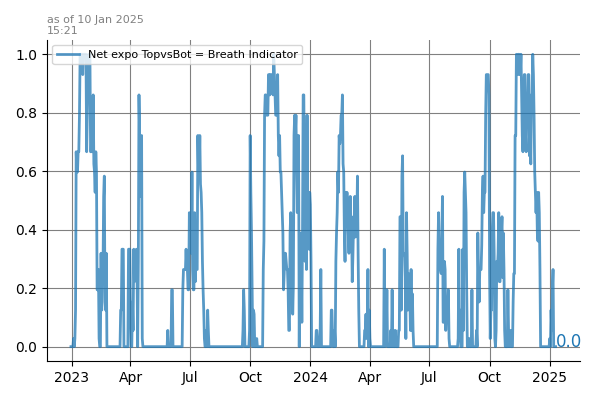 as of 10 Jan 2025
15:21
Net expo TopvsBot = Breath Indicator
1.0
0.8
0.6
0.4
0.2
0.0
0.0
2023 Apr Jul Oct 2024 Apr Jul Oct 2025